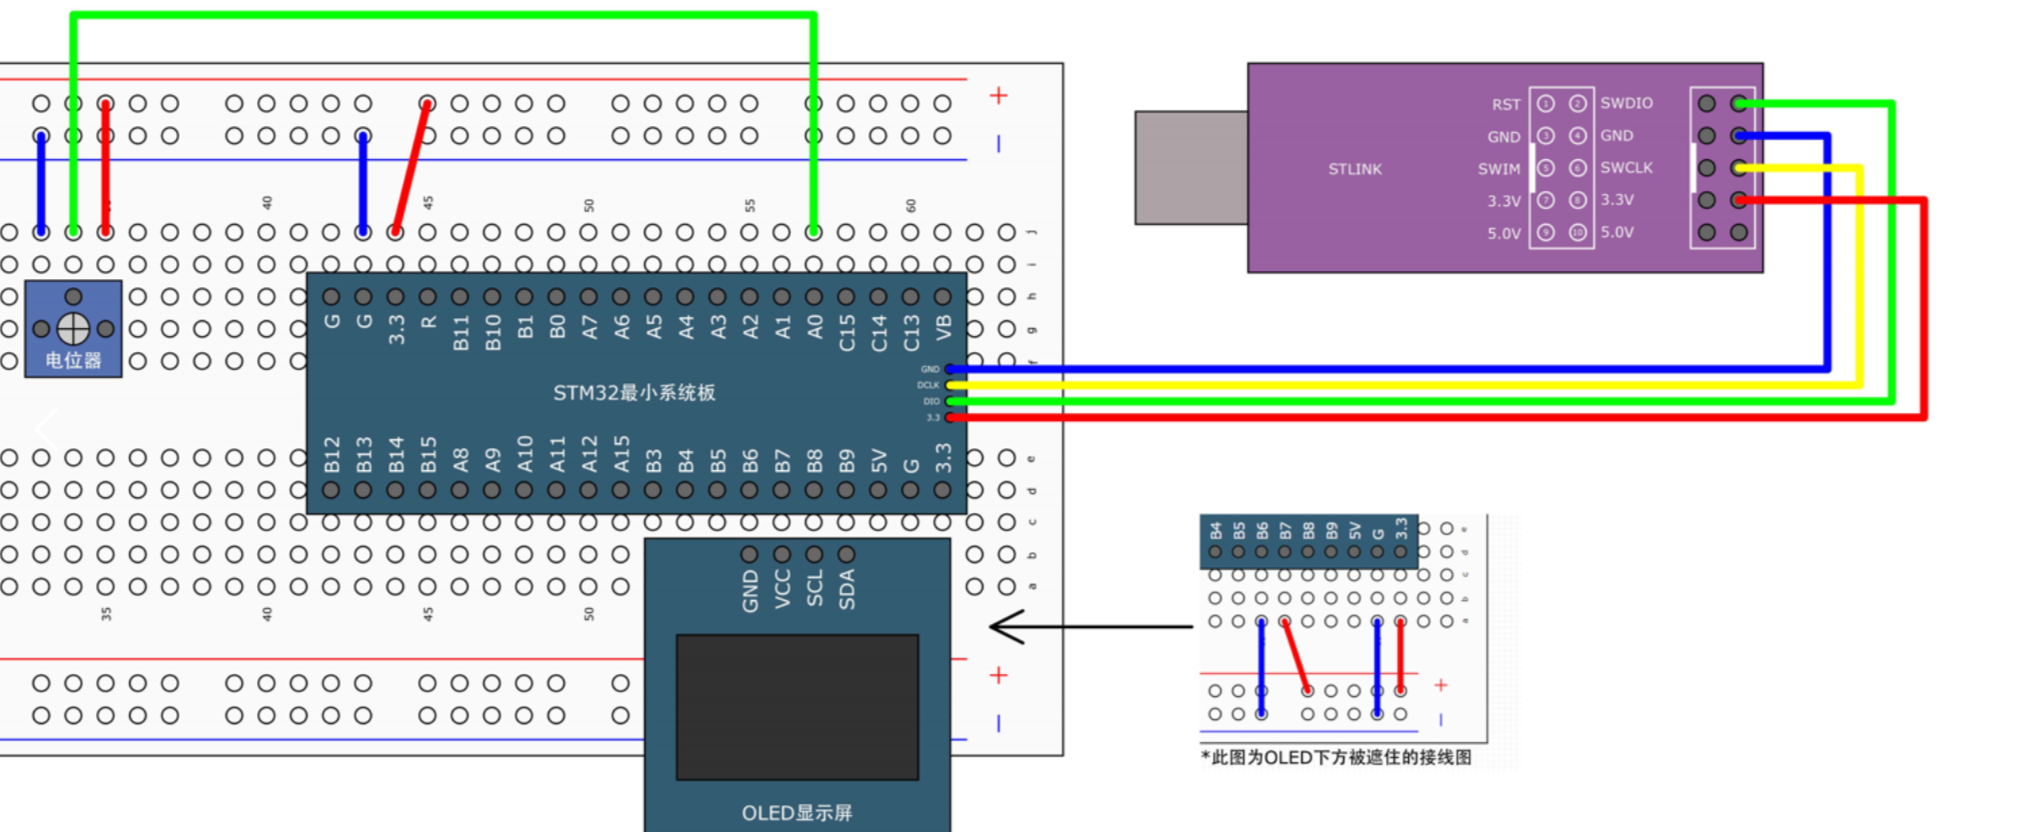 +
−
40
45
50
55
60
j
i
h
g
f
G G 3.3 R B11 B10 B1 B0 A7 A6 A5 A4 A3 A2 A1 A0 C15 C14 C13 VB
电位器
STM32最小系统板
GND
DCLK
DIO
3.3
B12 B13 B14 B15 A8 A9 A10 A11 A12 A15 B3 B4 B5 B6 B7 B8 B9 5V G 3.3
e
d
c
b
a
35
40
45
50
GND VCC SCL SDA
+
−
OLED显示屏
STLINK
RST 1 2 SWDIO
GND 3 4 GND
SWIM 5 6 SWCLK
3.3V 7 8 3.3V
5.0V 9 10 5.0V
B4 B5 B6 B7 B8 B9 5V G 3.3
e
d
c
b
a
+
−
*此图为OLED下方被遮住的接线图